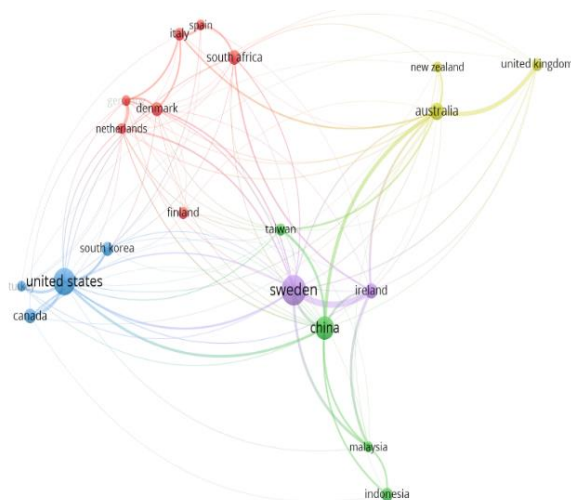 spain
italy
south africa
new zealand
united kingdom
denmark
australia
netherlands
finland
taiwan
south korea
united states
sweden
ireland
canada
china
malaysia
indonesia